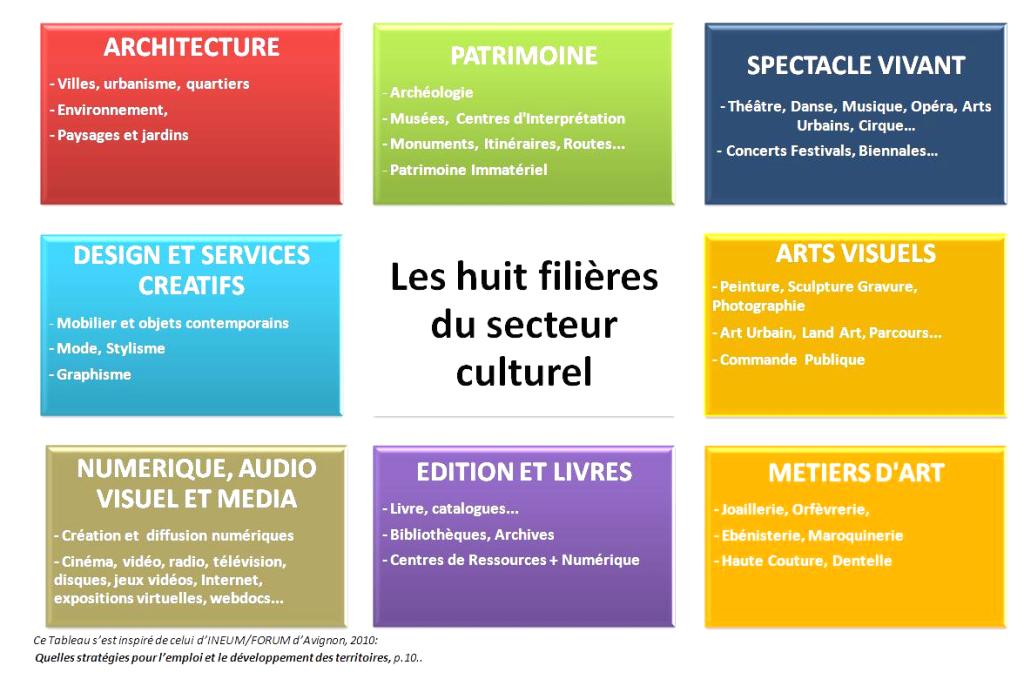 ARCHITECTURE
- Villes, urbanisme, quartiers
- Environnement,
- Paysages et jardins
PATRIMOINE
- Archéologie
- Musées, Centres d'Interprétation
- Monuments, Itinéraires, Routes...
- Patrimoine Immatériel
SPECTACLE VIVANT
- Théâtre, Danse, Musique, Opéra, Arts
Urbains, Cirque...
- Concerts Festivals, Biennales...
DESIGN ET SERVICES
CREATIFS
- Mobilier et objets contemporains
- Mode, Stylisme
- Graphisme
Les huit filières
du secteur
culturel
ARTS VISUELS
- Peinture, Sculpture Gravure,
Photographie
- Art Urbain, Land Art, Parcours...
- Commande Publique
NUMERIQUE, AUDIO
VISUEL ET MEDIA
- Création et diffusion numériques
- Cinéma, vidéo, radio, télévision,
disques, jeux vidéos, Internet,
expositions virtuelles, webdocs...
EDITION ET LIVRES
- Livre, catalogues...
- Bibliothèques, Archives
- Centres de Ressources + Numérique
METIERS D'ART
- Joaillerie, Orfèvrerie,
- Ebénisterie, Maroquinerie
- Haute Couture, Dentelle
Ce Tableau s'est inspiré de celui d'INEUM/FORUM d'Avignon, 2010:
Quelles stratégies pour l'emploi et le développement des territoires, p.10..